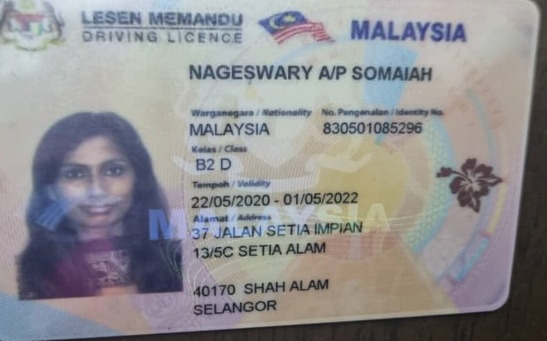 LESEN MEMANDU
DRIVING LICENCE
MALAYSIA
NAGESWARY A/P SOMAIAH
Warganegara / Nationality No. Pengenalan / Identity No.
MALAYSIA 830501085296
Kelas / Class
B2 D
Tempoh / Validity
22/05/2020 - 01/05/2022
Alamat / Address
37 JALAN SETIA IMPIAN
13/5C SETIA ALAM
40170 SHAH ALAM
SELANGOR
MALAYSIA